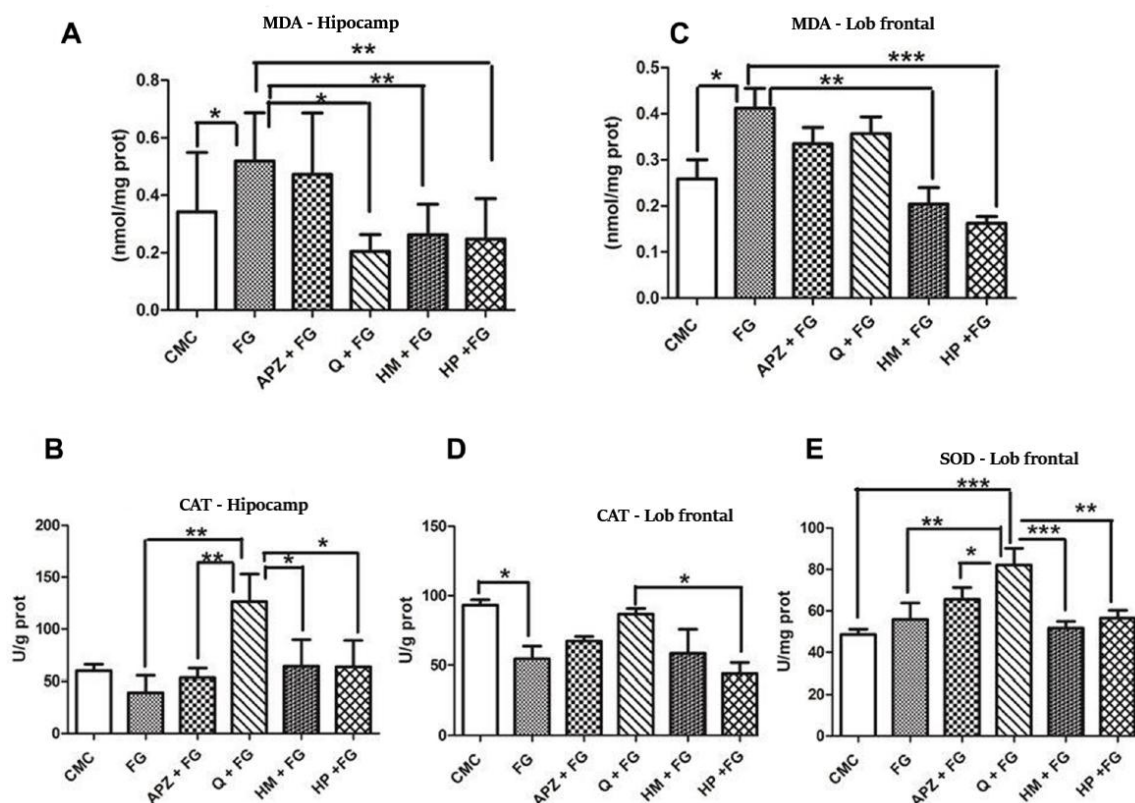 A
MDA - Hipocamp
**
**
*
*
0.8
0.6
0.4
0.2
0.0
(nmol/mg prot)
CMC
FG
APZ + FG
Q + FG
HM + FG
HP +FG
C
MDA - Lob frontal
***
**
*
0.5
0.4
0.3
0.2
0.1
0.0
(nmol/mg prot)
CMC
FG
APZ + FG
Q + FG
HM + FG
HP +FG
B
CAT - Hipocamp
**
**
*
*
200
150
100
50
0
U/g prot
CMC
FG
APZ + FG
Q + FG
HM + FG
HP +FG
D
CAT - Lob frontal
*
*
150
100
50
0
U/g prot
CMC
FG
APZ + FG
Q + FG
HM + FG
HP +FG
E
SOD - Lob frontal
***
**
**
***
*
100
80
60
40
20
0
U/mg prot
CMC
FG
APZ + FG
Q + FG
HM + FG
HP +FG